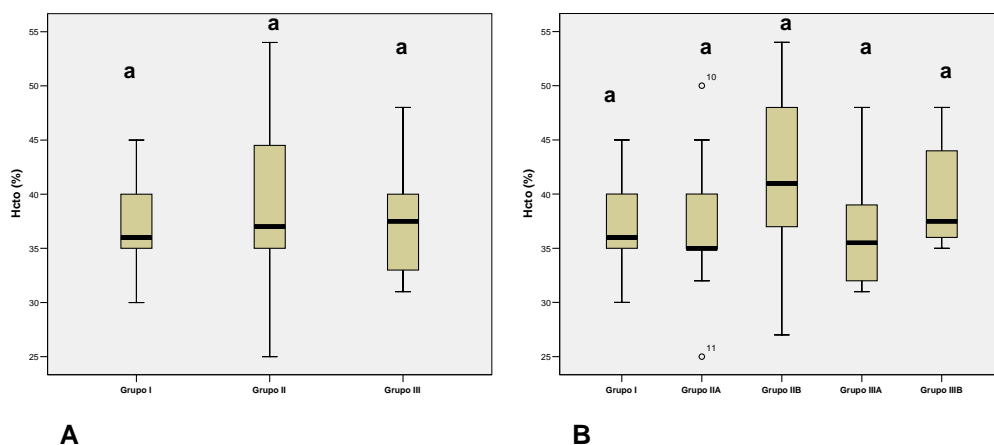 a
a
a
55
50
45
40
35
30
25
Hcto (%)
Grupo I Grupo II Grupo III
A
a
a
a
a
a
10
11
55
50
45
40
35
30
25
Hcto (%)
Grupo I Grupo IIA Grupo IIB Grupo IIIA Grupo IIIB
B